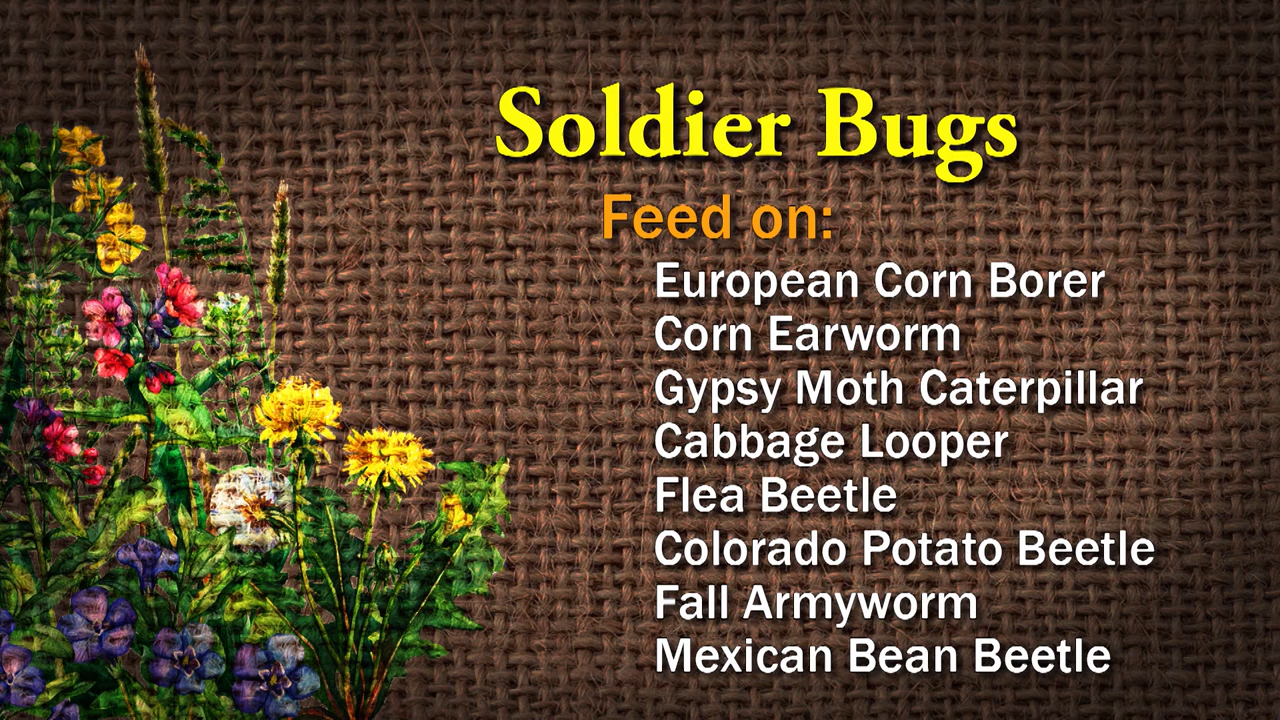 Soldier Bugs
Feed on:
European Corn Borer
Corn Earworm
Gypsy Moth Caterpillar
Cabbage Looper
Flea Beetle
Colorado Potato Beetle
Fall Armyworm
Mexican Bean Beetle